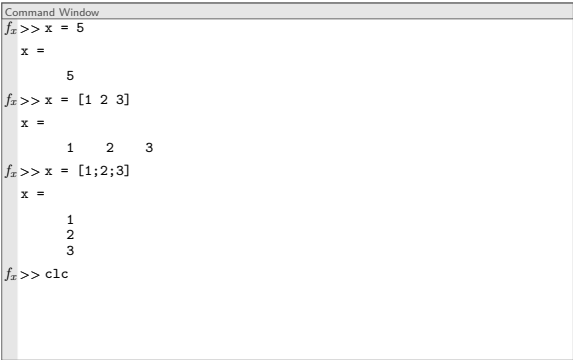 Command Window
fx >> x = 5
x =
5
fx >> x = [1 2 3]
x =
1 2 3
fx >> x = [1;2;3]
x =
1
2
3
fx >> clc